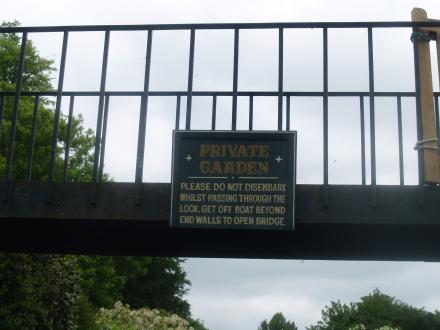 PRIVATE
GARDEN
PLEASE DO NOT DISEMBARK
WHILST PASSING THROUGH THE
LOCK. GET OFF BOAT BEYOND
END WALLS TO OPEN BRIDGE.